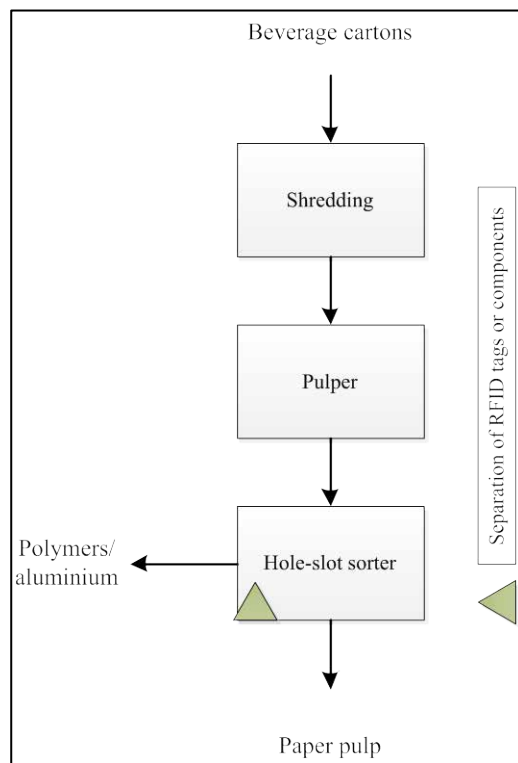 Beverage cartons
Shredding
Separation of RFID tags or components
Pulper
Polymers/
aluminium
Hole-slot sorter
Paper pulp